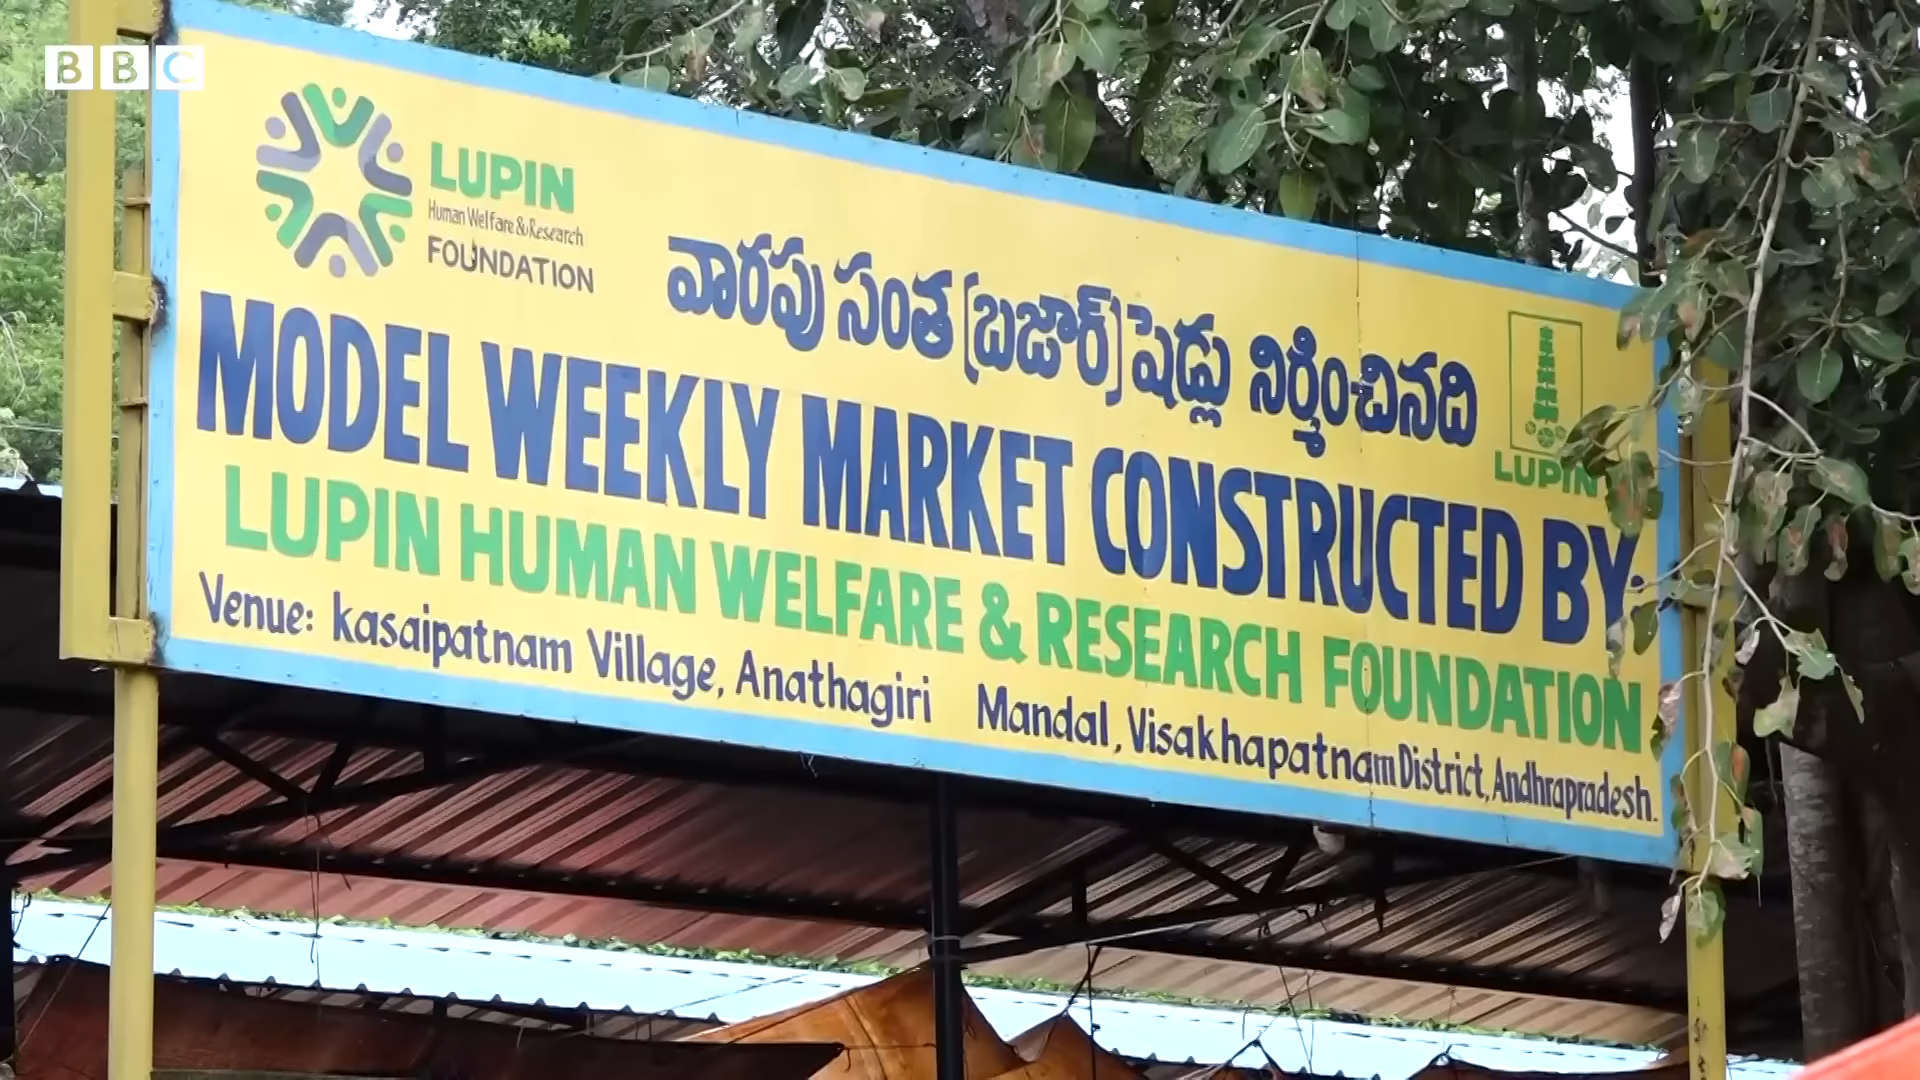 BBC
LUPIN
Human Welfare & Research
FOUNDATION
వారపు సంత (బజార్) షెడ్లు నిర్మించినది
LUPIN
MODEL WEEKLY MARKET CONSTRUCTED BY:
LUPIN HUMAN WELFARE & RESEARCH FOUNDATION
Venue: kasaipatnam Village, Anathagiri Mandal, Visakhapatnam District, Andhrapradesh.